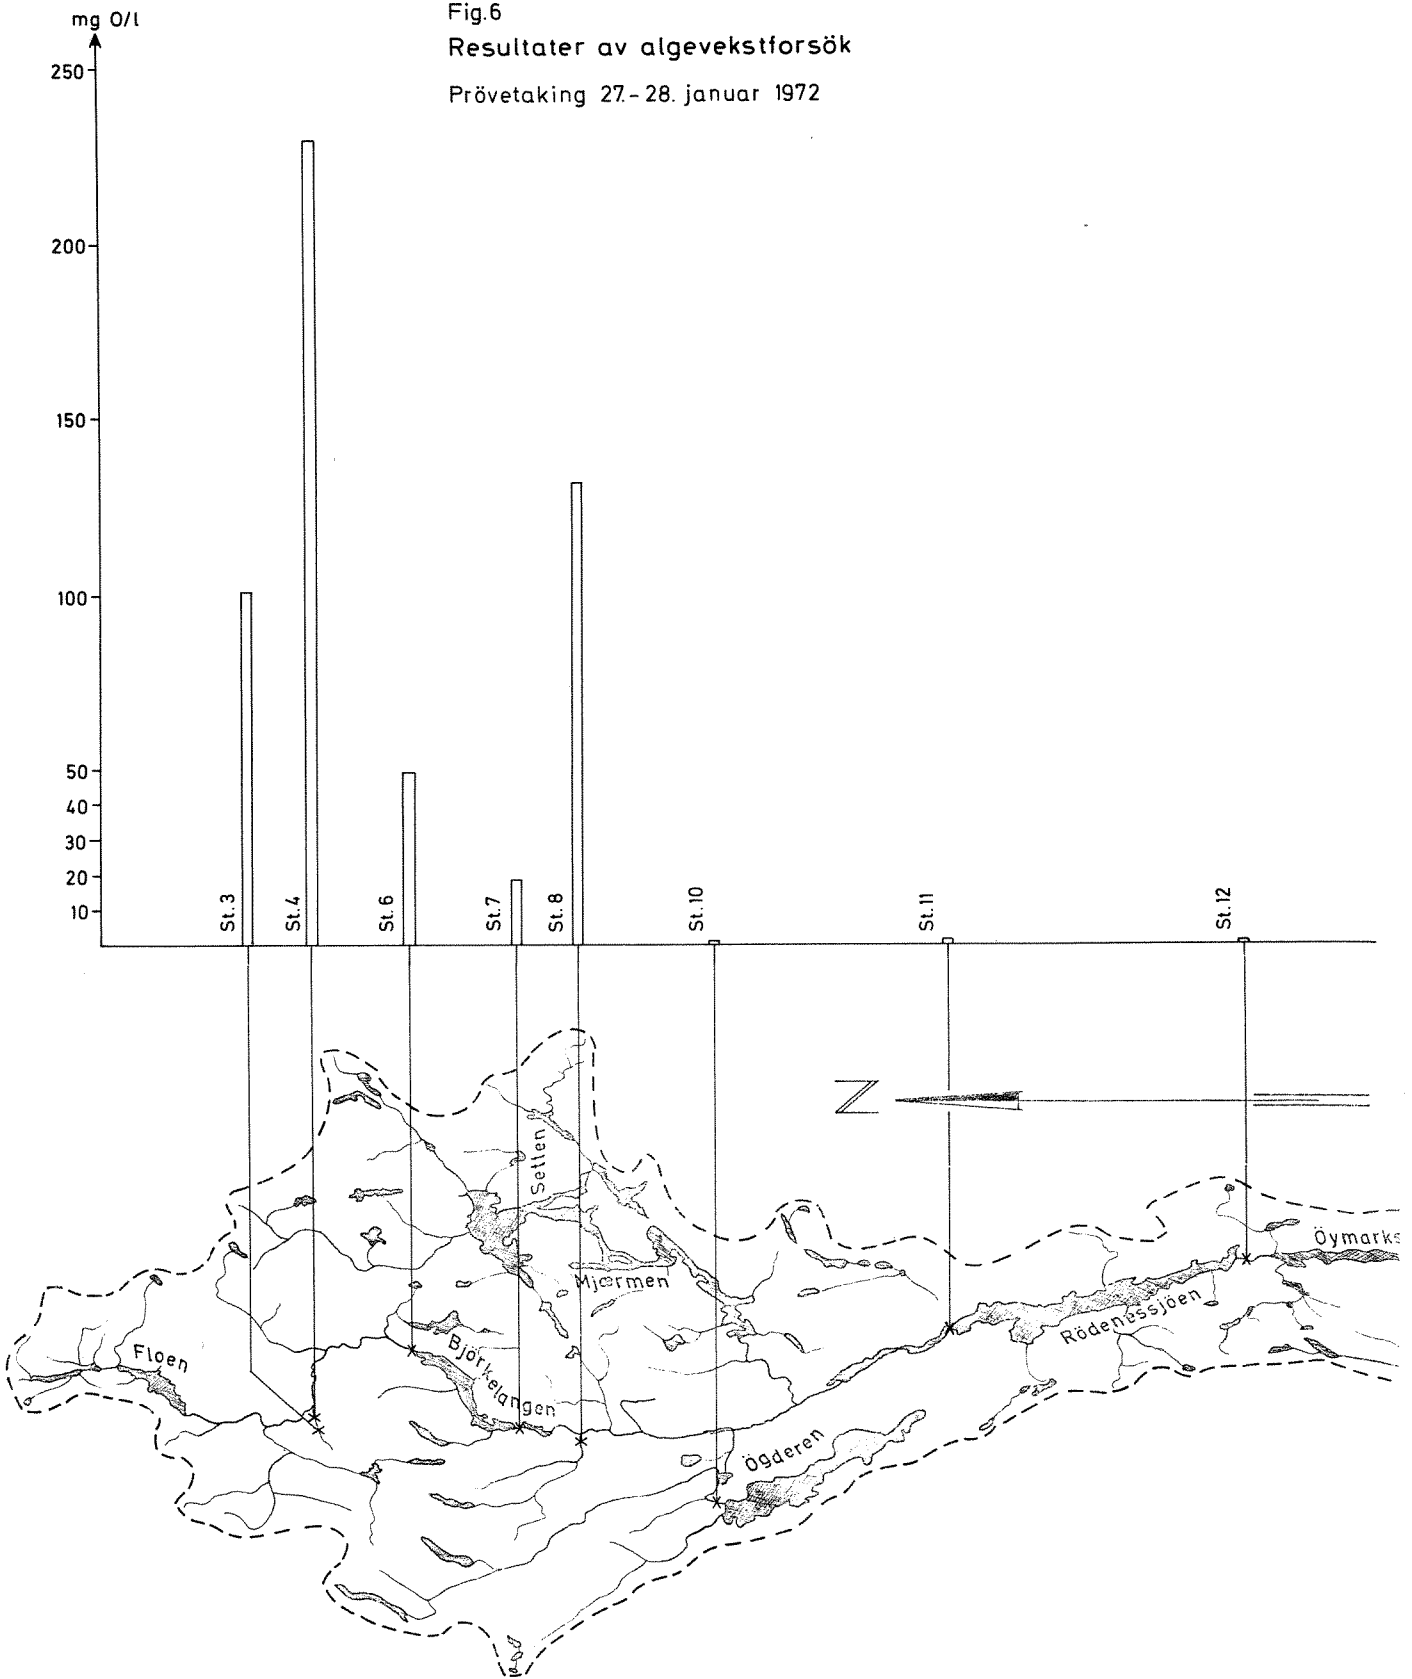 mg O/l
Fig.6
Resultater av algevekstforsök
Prövetaking 27.-28. januar 1972
250
200
150
100
50
40
30
20
10
St.3
St.4
St.6
St.7
St.8
St.10
St.11
St.12
N
Setten
Mjærmen
Öymarks
Rödenessjöen
Floen
Björkelangen
Ögderen